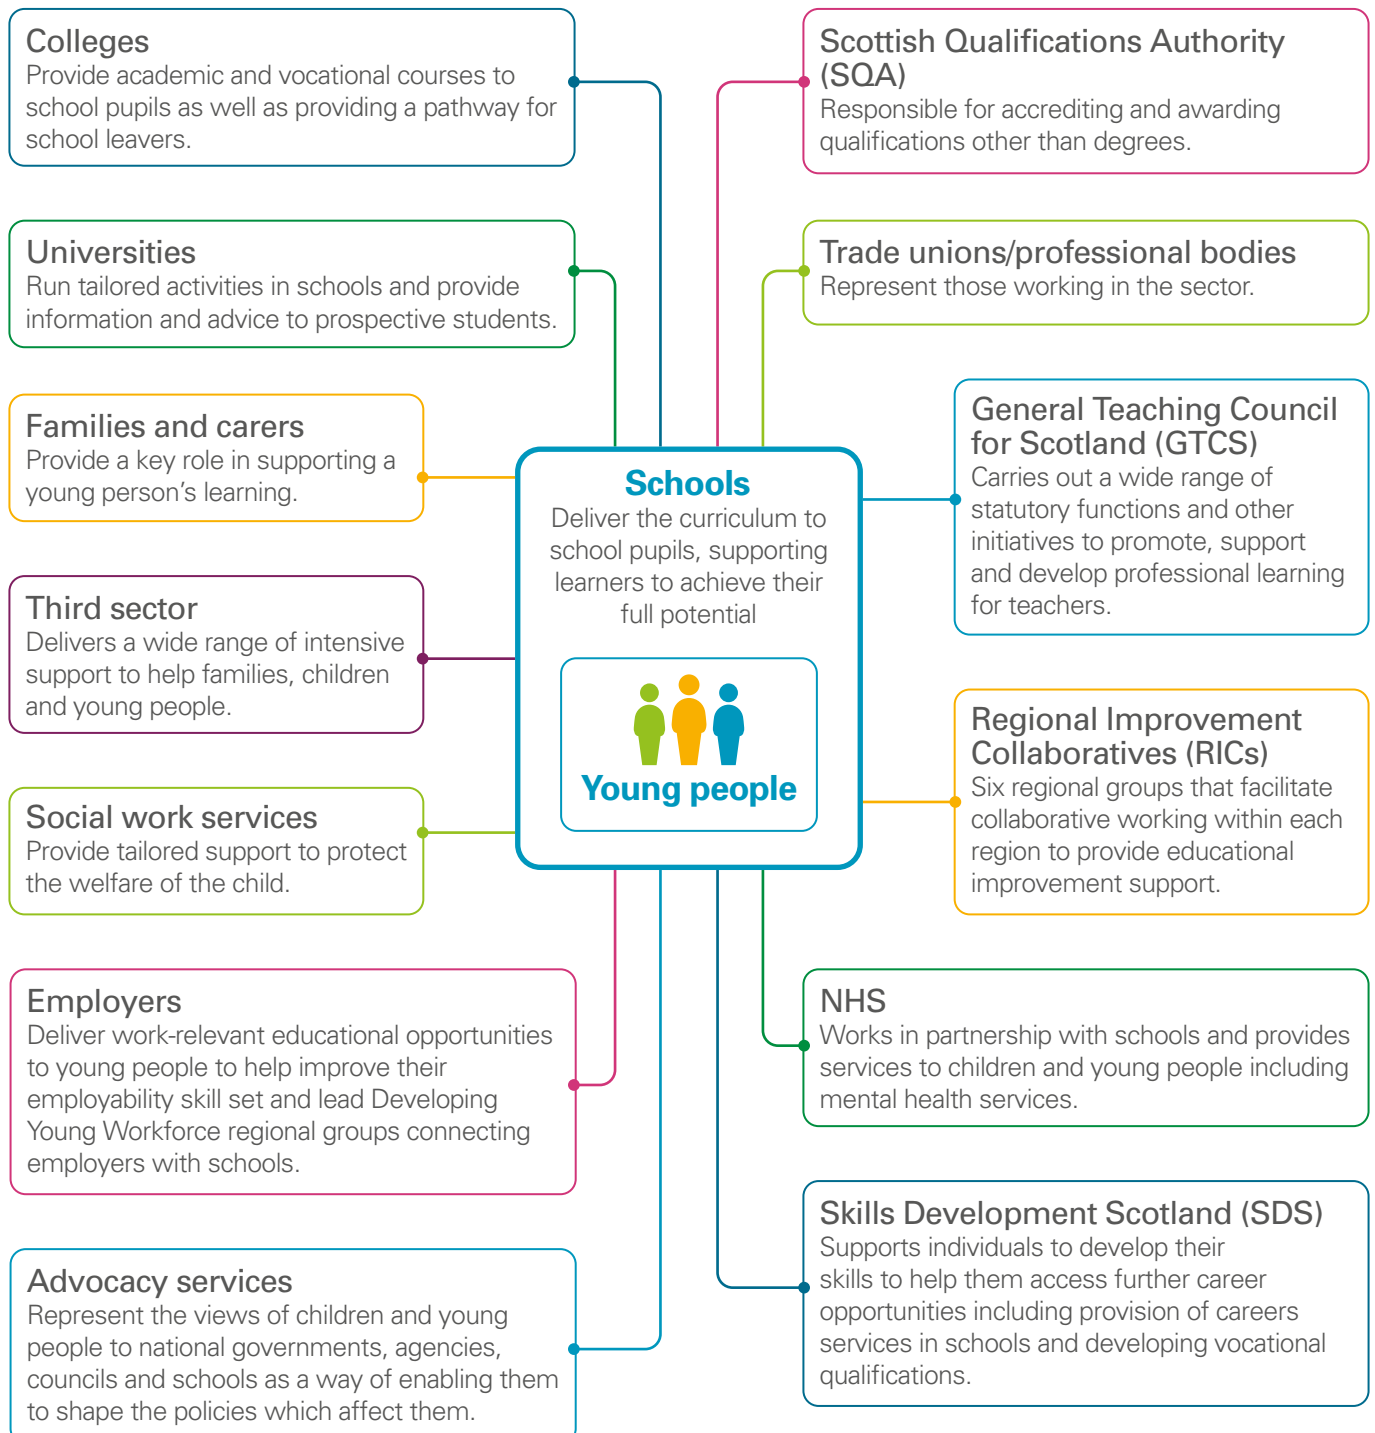 Colleges
Provide academic and vocational courses to
school pupils as well as providing a pathway for
school leavers.
Universities
Run tailored activities in schools and provide
information and advice to prospective students.
Families and carers
Provide a key role in supporting a
young person’s learning.
Third sector
Delivers a wide range of intensive
support to help families, children
and young people.
Social work services
Provide tailored support to protect
the welfare of the child.
Employers
Deliver work-relevant educational opportunities
to young people to help improve their
employability skill set and lead Developing
Young Workforce regional groups connecting
employers with schools.
Advocacy services
Represent the views of children and young
people to national governments, agencies,
councils and schools as a way of enabling them
to shape the policies which affect them.
Schools
Deliver the curriculum to
school pupils, supporting
learners to achieve their
full potential
Young people
Scottish Qualifications Authority
(SQA)
Responsible for accrediting and awarding
qualifications other than degrees.
Trade unions/professional bodies
Represent those working in the sector.
General Teaching Council
for Scotland (GTCS)
Carries out a wide range of
statutory functions and other
initiatives to promote, support
and develop professional learning
for teachers.
Regional Improvement
Collaboratives (RICs)
Six regional groups that facilitate
collaborative working within each
region to provide educational
improvement support.
NHS
Works in partnership with schools and provides
services to children and young people including
mental health services.
Skills Development Scotland (SDS)
Supports individuals to develop their
skills to help them access further career
opportunities including provision of careers
services in schools and developing vocational
qualifications.